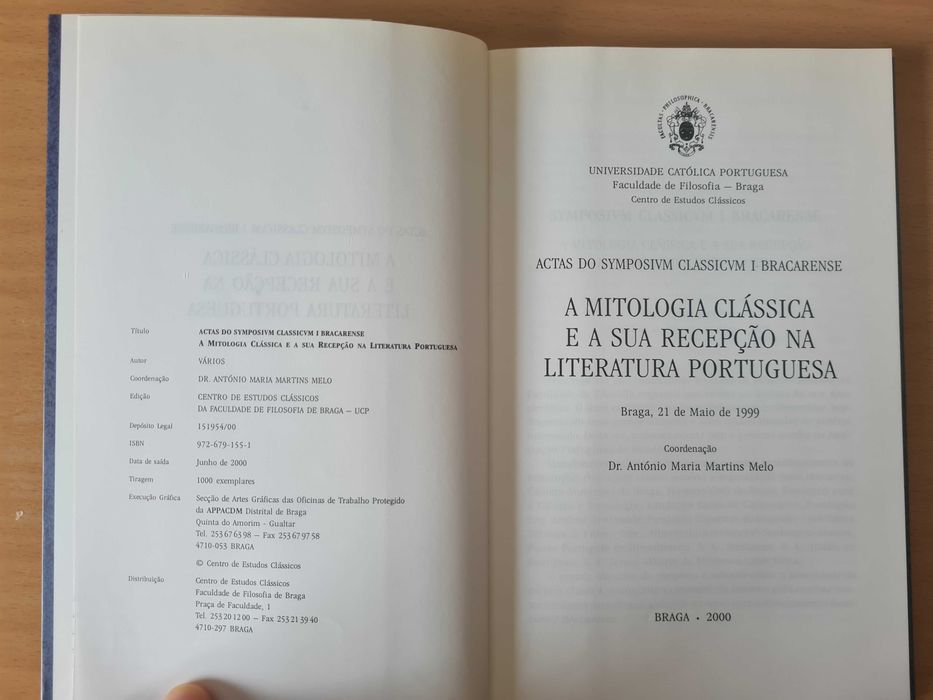 Título ACTAS DO SYMPOSIVM CLASSICVM I BRACARENSE
A Mitologia Clássica e a sua Recepção na Literatura Portuguesa
Autor VÁRIOS
Coordenação DR. ANTÓNIO MARIA MARTINS MELO
Edição CENTRO DE ESTUDOS CLÁSSICOS
DA FACULDADE DE FILOSOFIA DE BRAGA – UCP
Depósito Legal 151954/00
ISBN 972-679-155-1
Data de saída Junho de 2000
Tiragem 1000 exemplares
Execução Gráfica Secção de Artes Gráficas das Oficinas de Trabalho Protegido
da APPACDM Distrital de Braga
Quinta do Amorim - Gualtar
Tel. 253 67 63 98 – Fax 253 67 97 58
4710-053 BRAGA
© Centro de Estudos Clássicos
Distribuição Centro de Estudos Clássicos
Faculdade de Filosofia de Braga
Praça de Faculdade, 1
Tel. 253 20 12 00 – Fax 253 21 39 40
4710-297 BRAGA
FACULTAS · PHILOSOPHICA · BRACARENSIS
UNIVERSIDADE CATÓLICA PORTUGUESA
Faculdade de Filosofia – Braga
Centro de Estudos Clássicos
ACTAS DO SYMPOSIVM CLASSICVM I BRACARENSE
A MITOLOGIA CLÁSSICA
E A SUA RECEPÇÃO NA
LITERATURA PORTUGUESA
Braga, 21 de Maio de 1999
Coordenação
Dr. António Maria Martins Melo
BRAGA • 2000